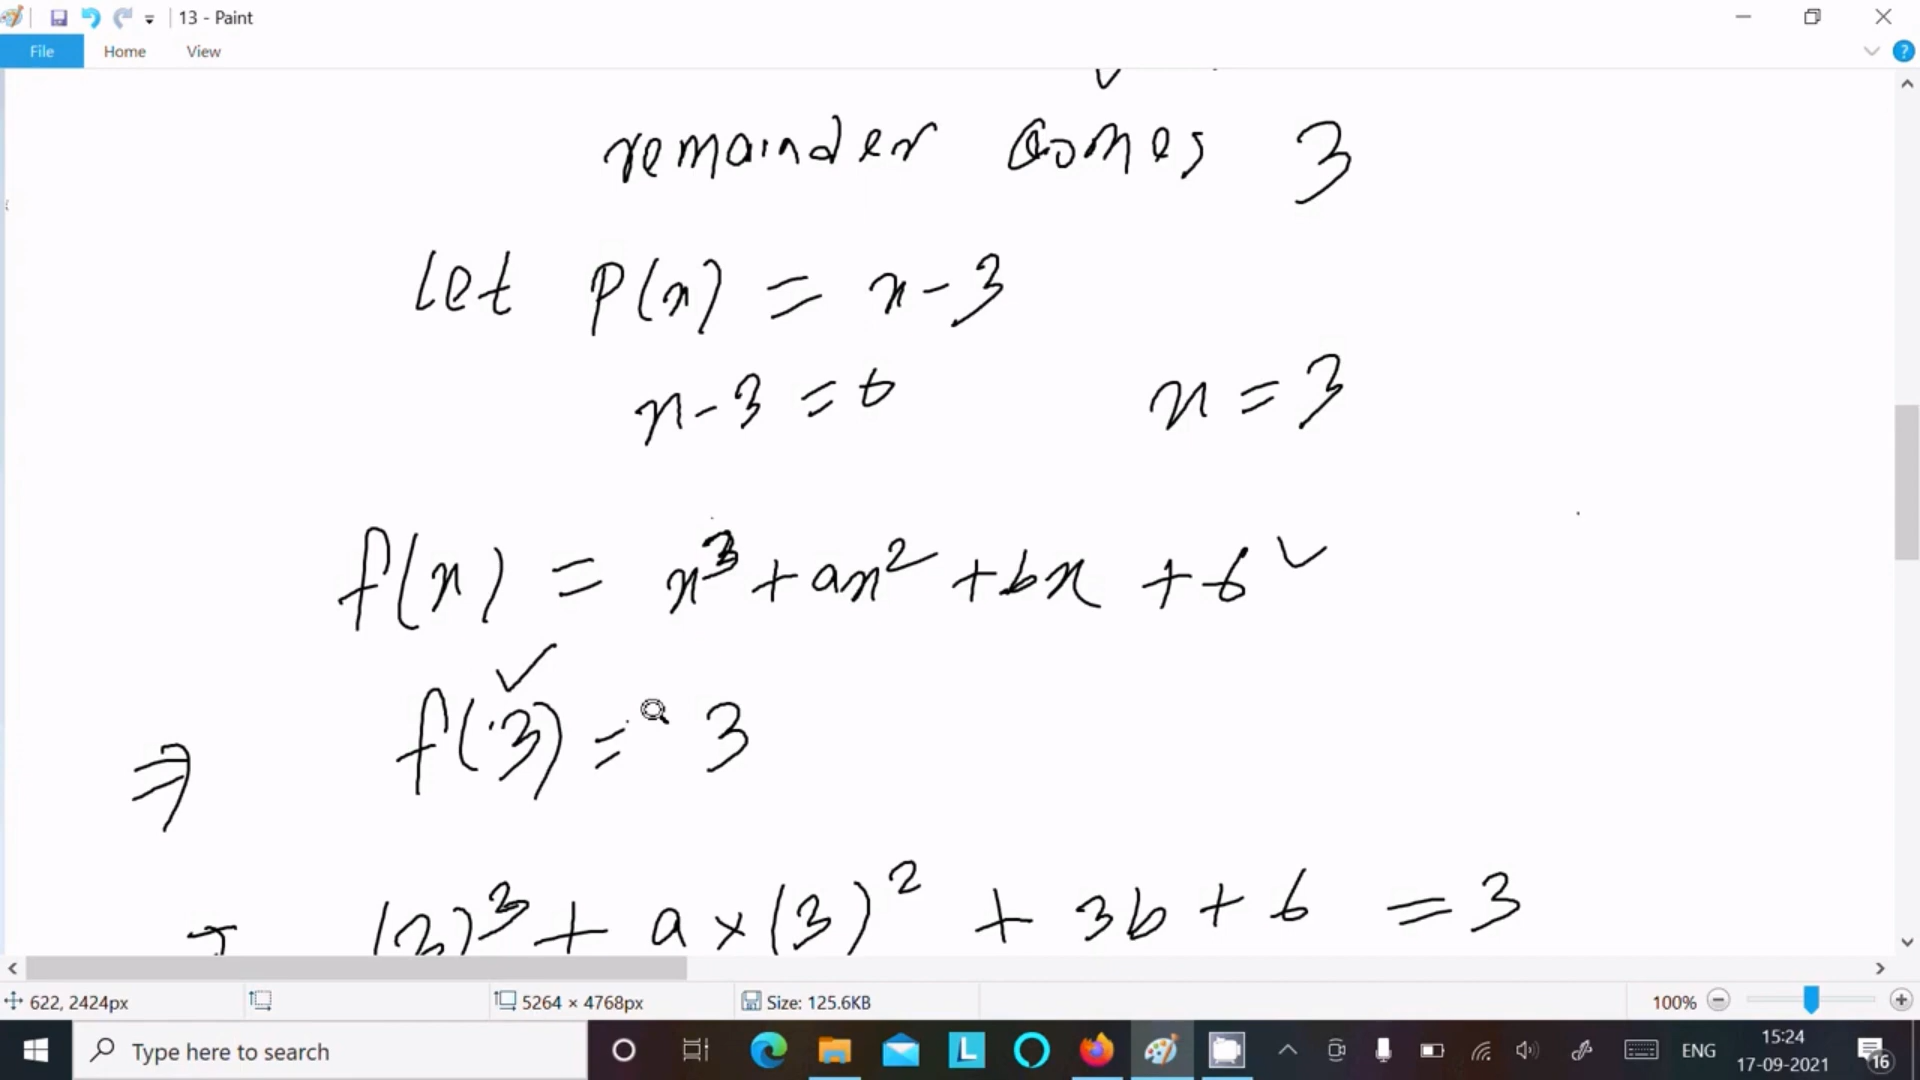 13 - Paint
File Home View
remainder comes 3
Let P(x) = x-3
x-3 = 0 x = 3
f(x) = x³ + ax² + bx + 6
⇒ f(3) = 3
(3)³ + a × (3)² + 3b + 6 = 3
622, 2424px 5264 × 4768px Size: 125.6KB 100%
Type here to search ENG 15:24
17-09-2021 16